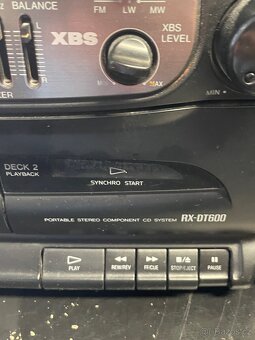 FM LW MW
BALANCE
L R
XBS
XBS
LEVEL
MAX
MIN
DECK 2
PLAYBACK
SYNCHRO START
PORTABLE STEREO COMPONENT CD SYSTEM RX-DT600
PLAY
REW/REV
FF/CUE
STOP/EJECT
PAUSE